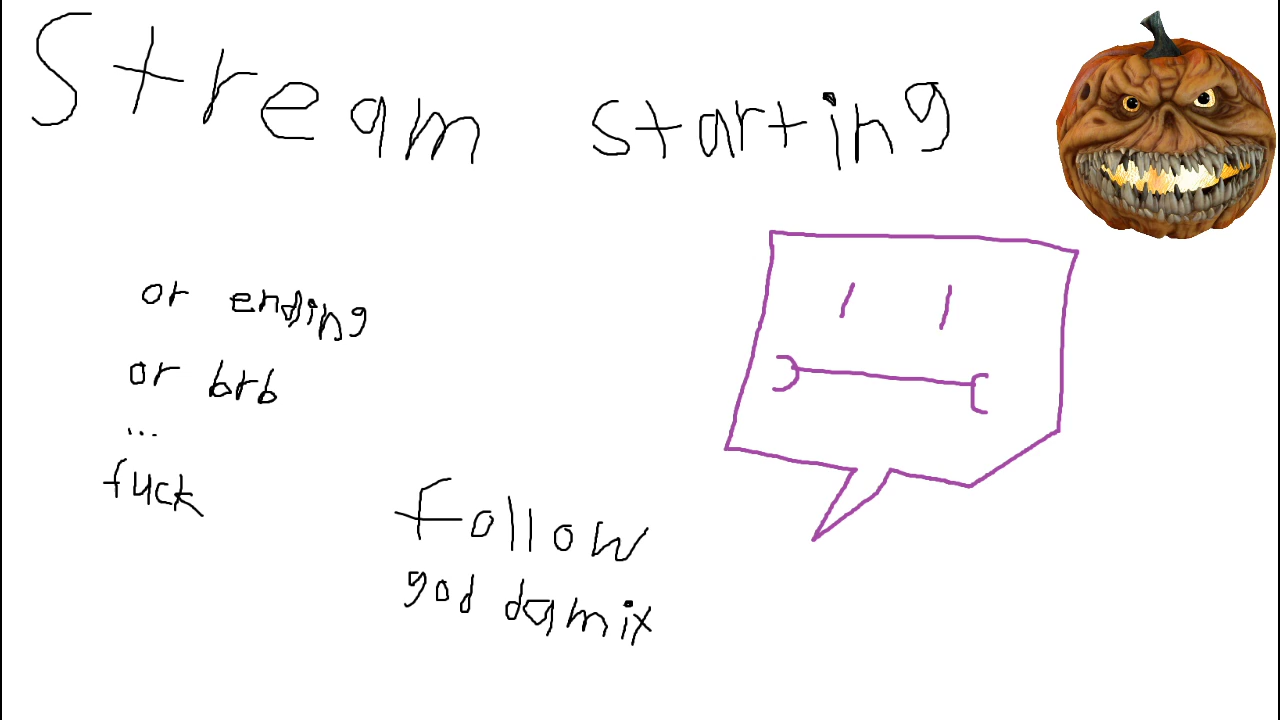 Stream starting
or ending
or brb
...
fuck
Follow
god damix